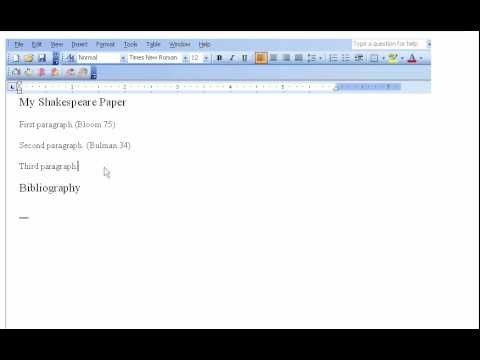 File Edit View Insert Format Tools Table Window Help Type a question for help
Normal Times New Roman 12 B I U
My Shakespeare Paper
First paragraph.(Bloom 75)
Second paragraph. (Bulman 34)
Third paragraph.
Bibliography